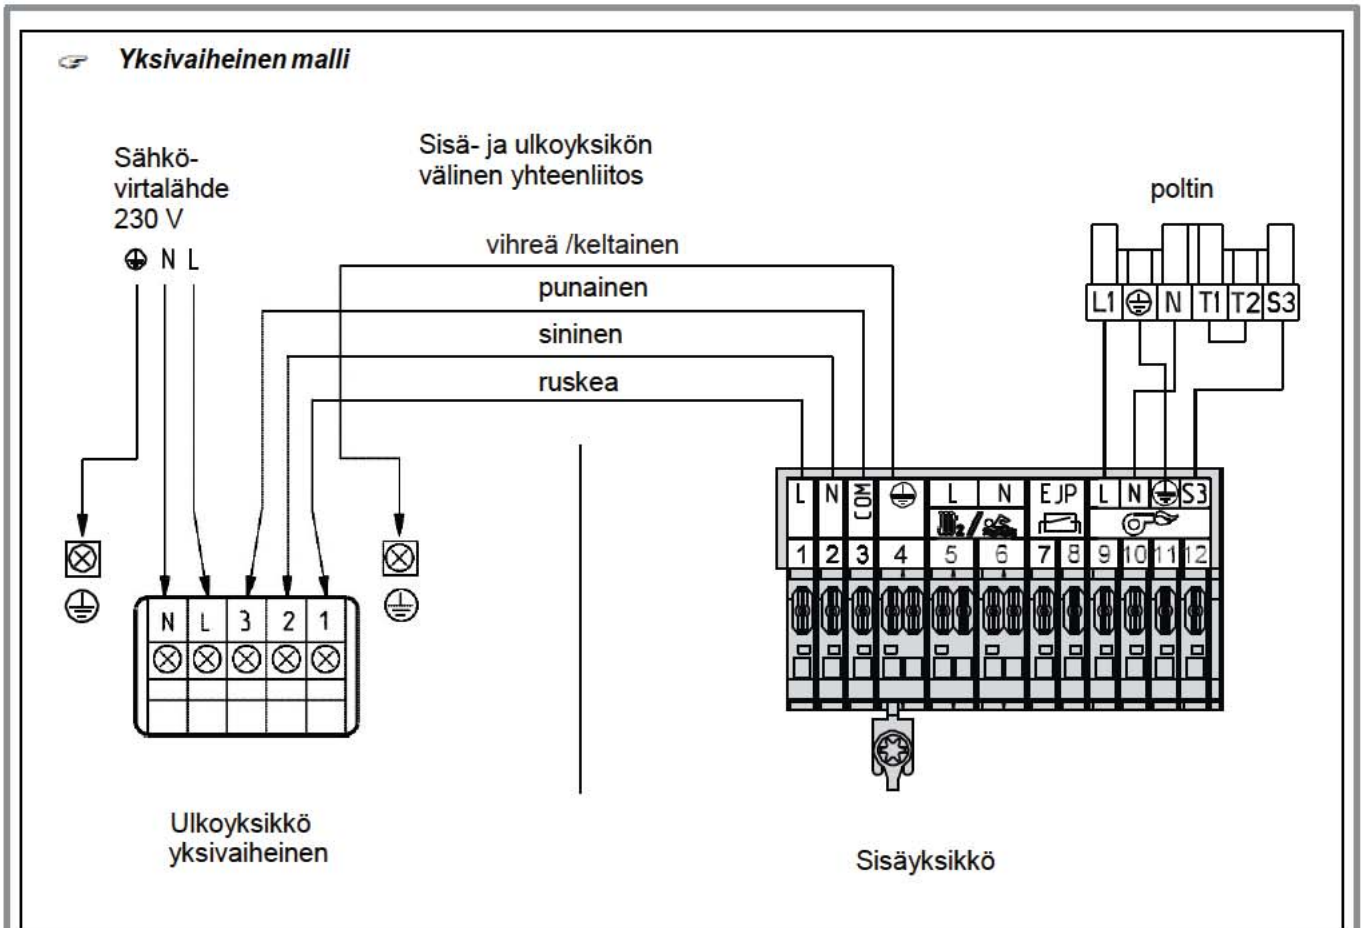 Yksivaiheinen malli
Sähkö-
virtalähde
230 V
N L
Sisä- ja ulkoyksikön
välinen yhteenliitos
poltin
vihreä /keltainen
punainen
sininen
ruskea
L1 N T1 T2 S3
L N COM L N EJP L N S3
2 /
1 2 3 4 5 6 7 8 9 10 11 12
N L 3 2 1
Ulkoyksikkö
yksivaiheinen
Sisäyksikkö